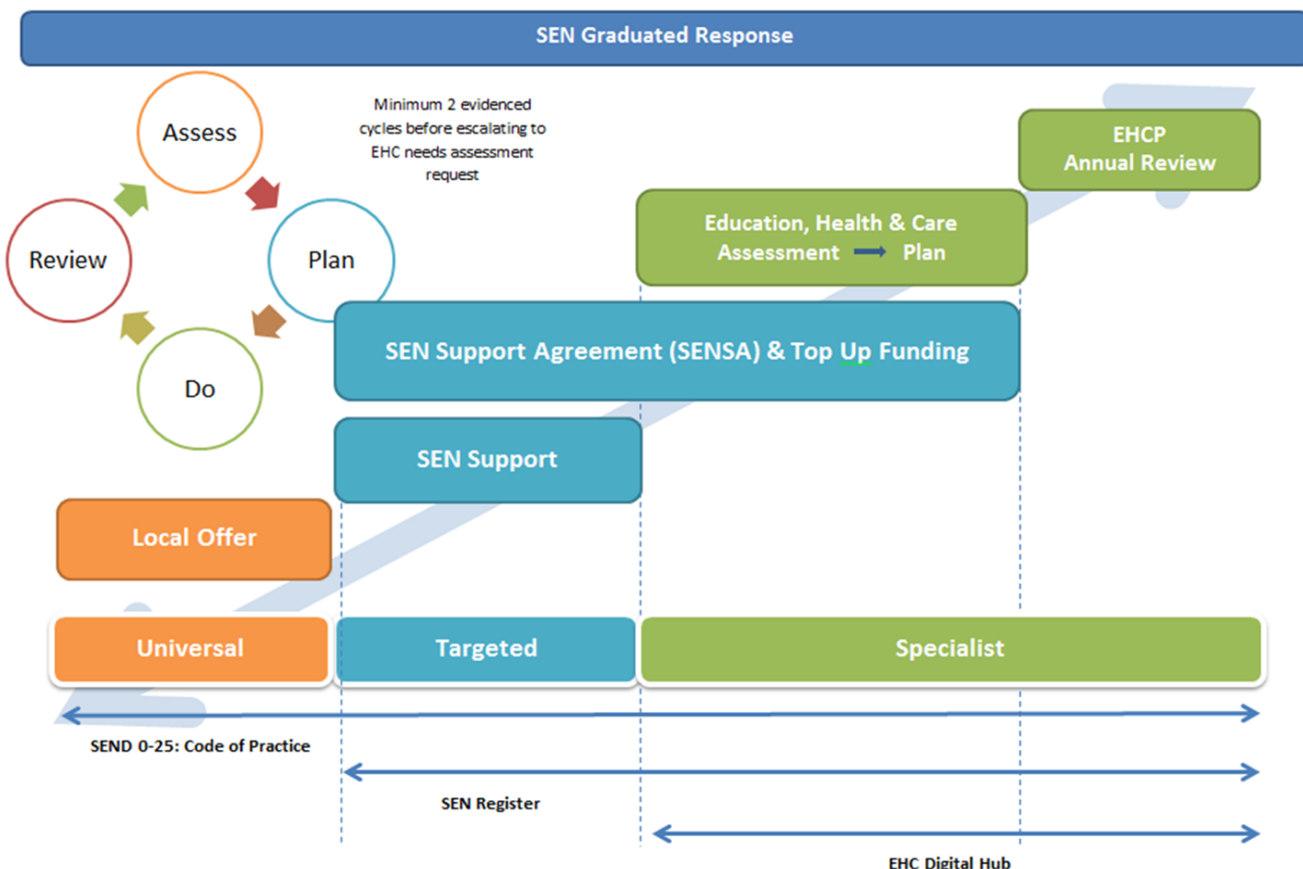 SEN Graduated Response
Assess
Plan
Do
Review
Minimum 2 evidenced
cycles before escalating to
EHC needs assessment
request
EHCP
Annual Review
Education, Health & Care
Assessment → Plan
SEN Support Agreement (SENSA) & Top Up Funding
SEN Support
Local Offer
Universal
Targeted
Specialist
SEND 0-25: Code of Practice
SEN Register
EHC Digital Hub